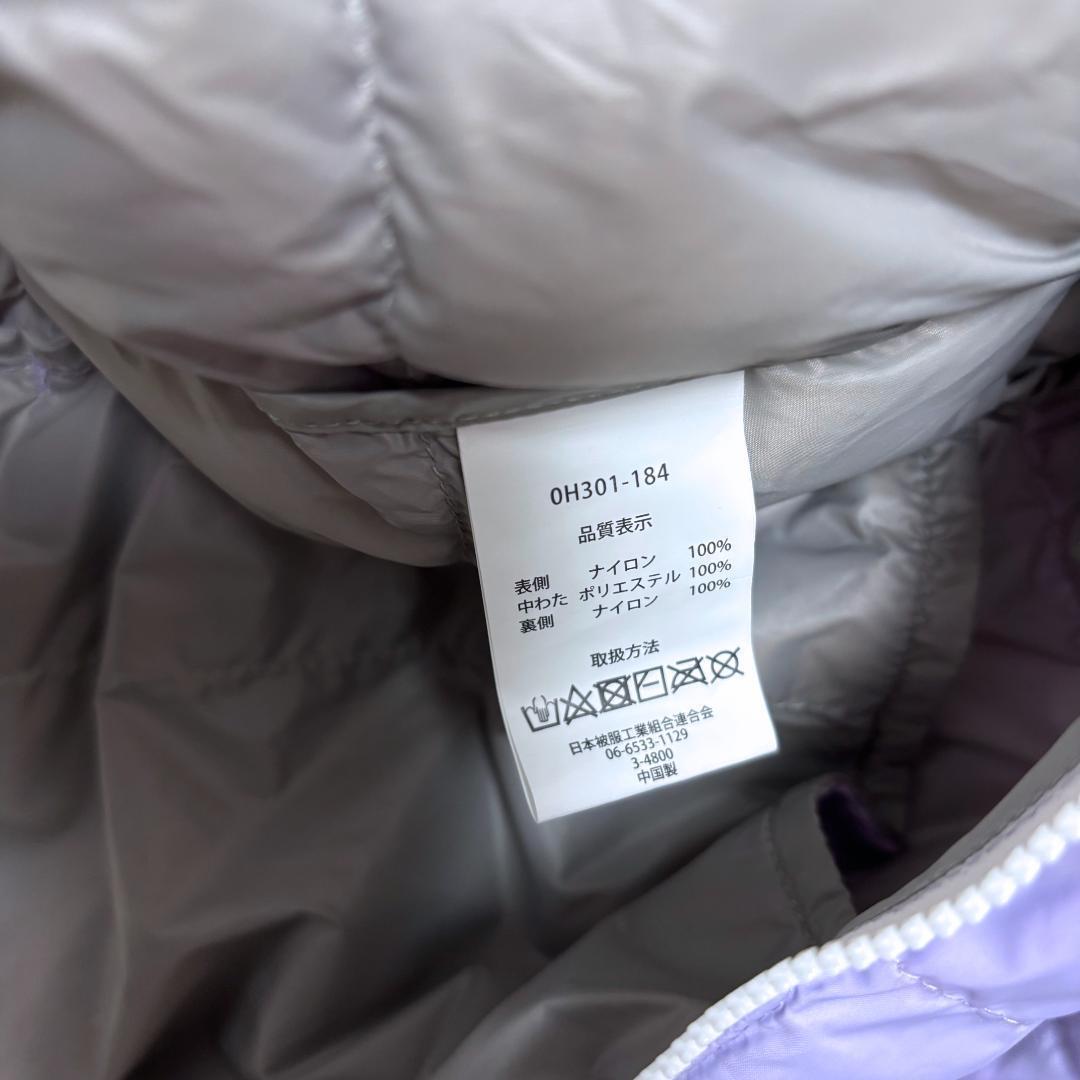 0H301-184
品質表示
表側 ナイロン 100%
中わた ポリエステル 100%
裏側 ナイロン 100%
取扱方法
日本被服工業組合連合会
06-6533-1129
3-4800
中国製